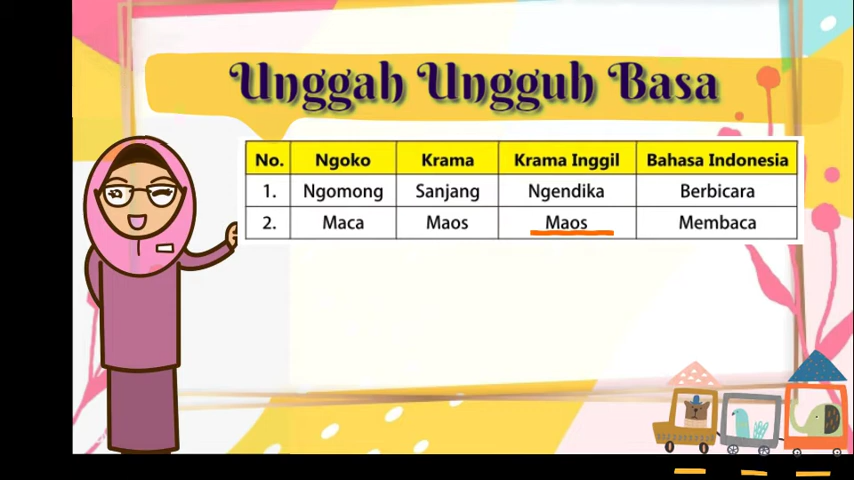 Unggah Ungguh Basa
No. Ngoko Krama Krama Inggil Bahasa Indonesia
1. Ngomong Sanjang Ngendika Berbicara
2. Maca Maos Maos Membaca